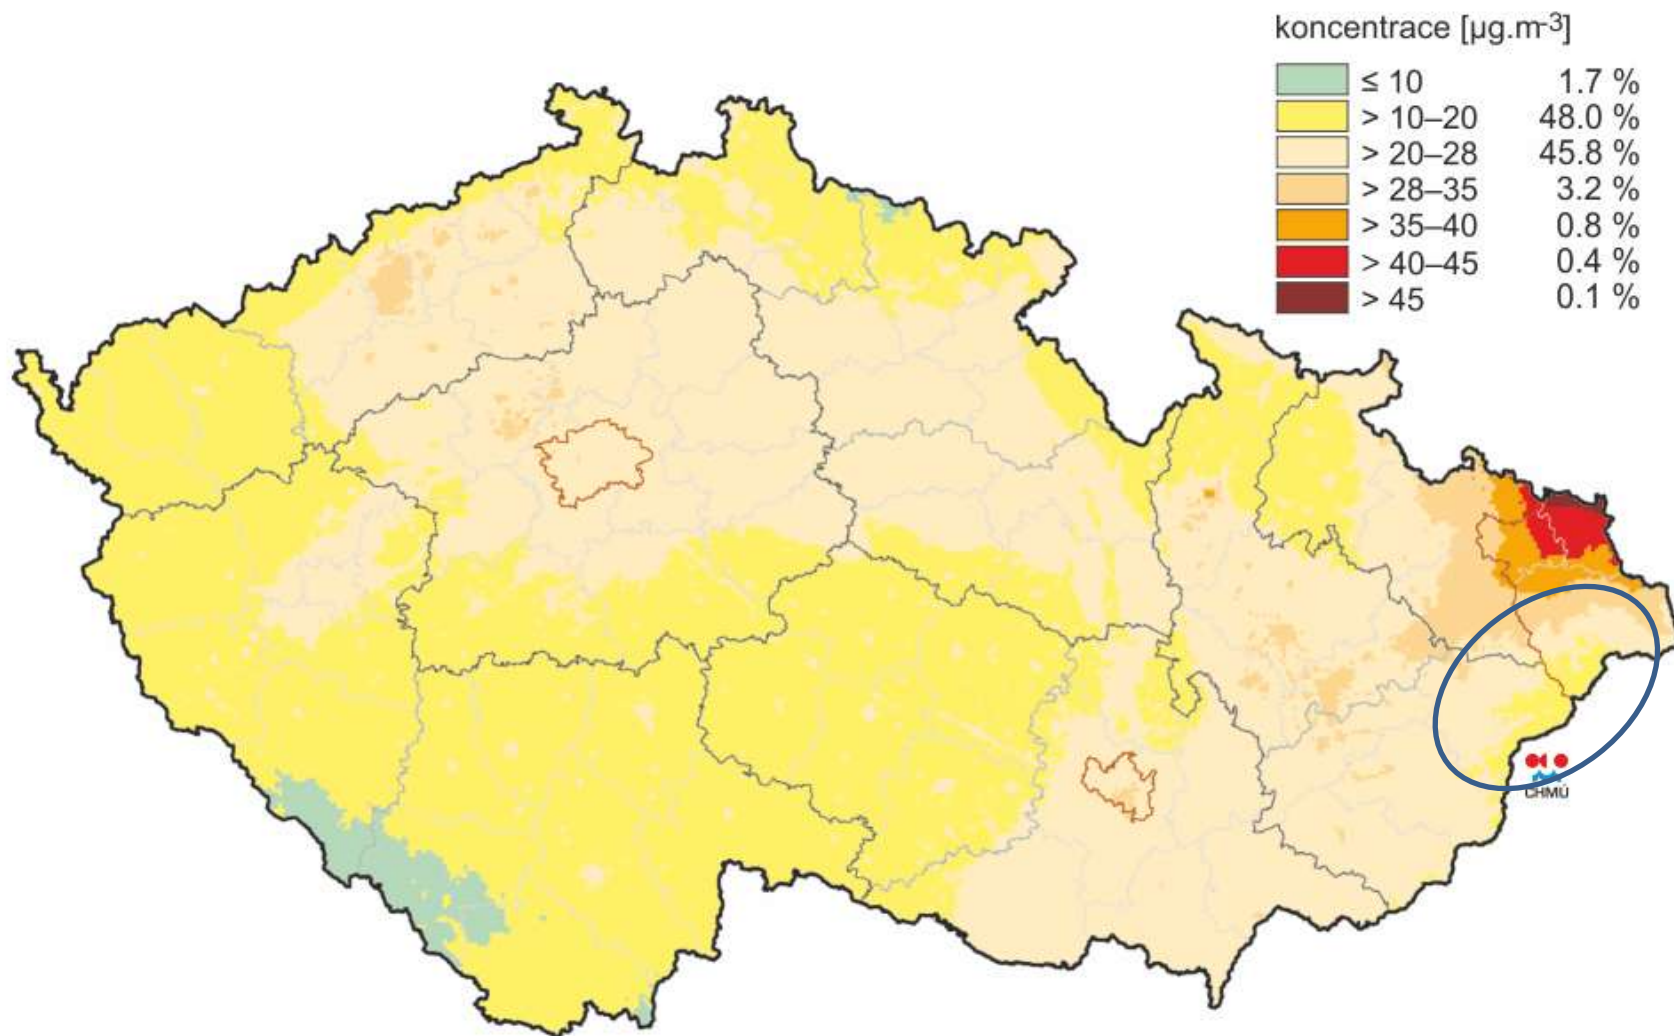 koncentrace [µg.m-3]
≤ 10 1.7 %
> 10–20 48.0 %
> 20–28 45.8 %
> 28–35 3.2 %
> 35–40 0.8 %
> 40–45 0.4 %
> 45 0.1 %
ČHMÚ